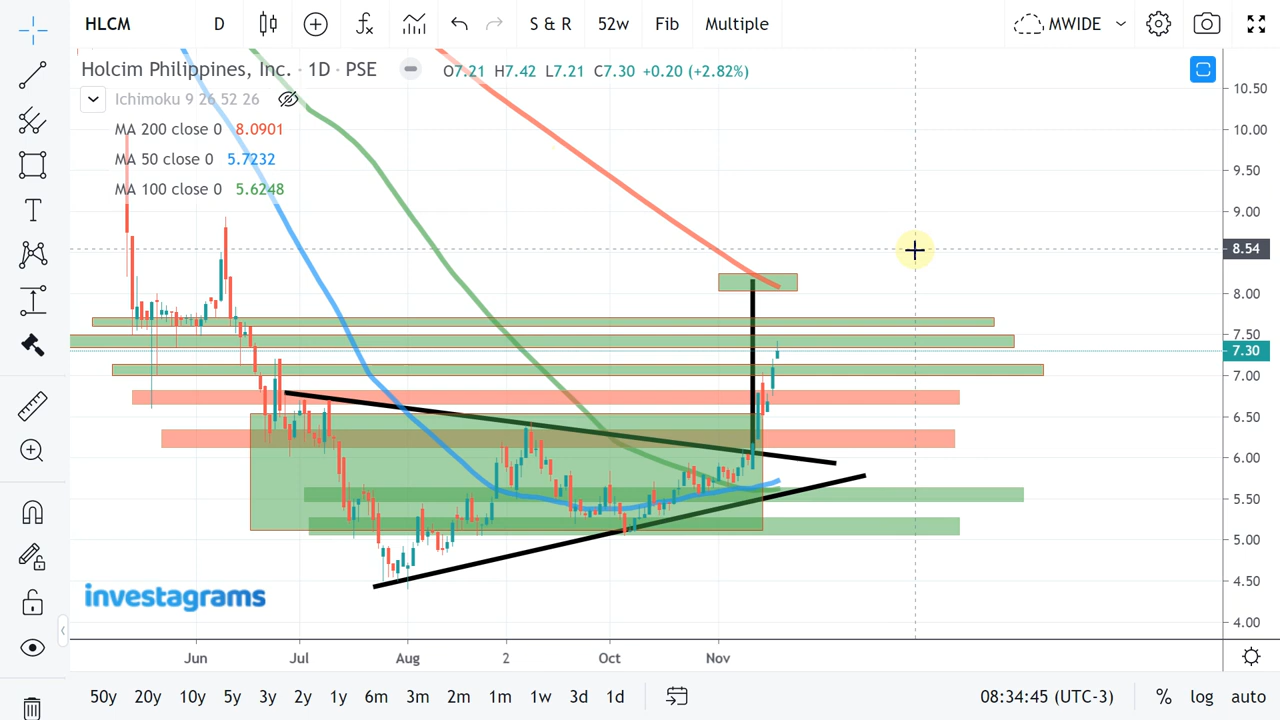 HLCM D S & R 52w Fib Multiple MWIDE
Holcim Philippines, Inc. · 1D · PSE O7.21 H7.42 L7.21 C7.30 +0.20 (+2.82%)
Ichimoku 9 26 52 26
MA 200 close 0 8.0901
MA 50 close 0 5.7232
MA 100 close 0 5.6248
10.50
10.00
9.50
9.00
8.54
8.00
7.50
7.30
7.00
6.50
6.00
5.50
5.00
4.50
4.00
investagrams
Jun Jul Aug 2 Oct Nov
50y 20y 10y 5y 3y 2y 1y 6m 3m 2m 1m 1w 3d 1d 08:34:45 (UTC-3) % log auto